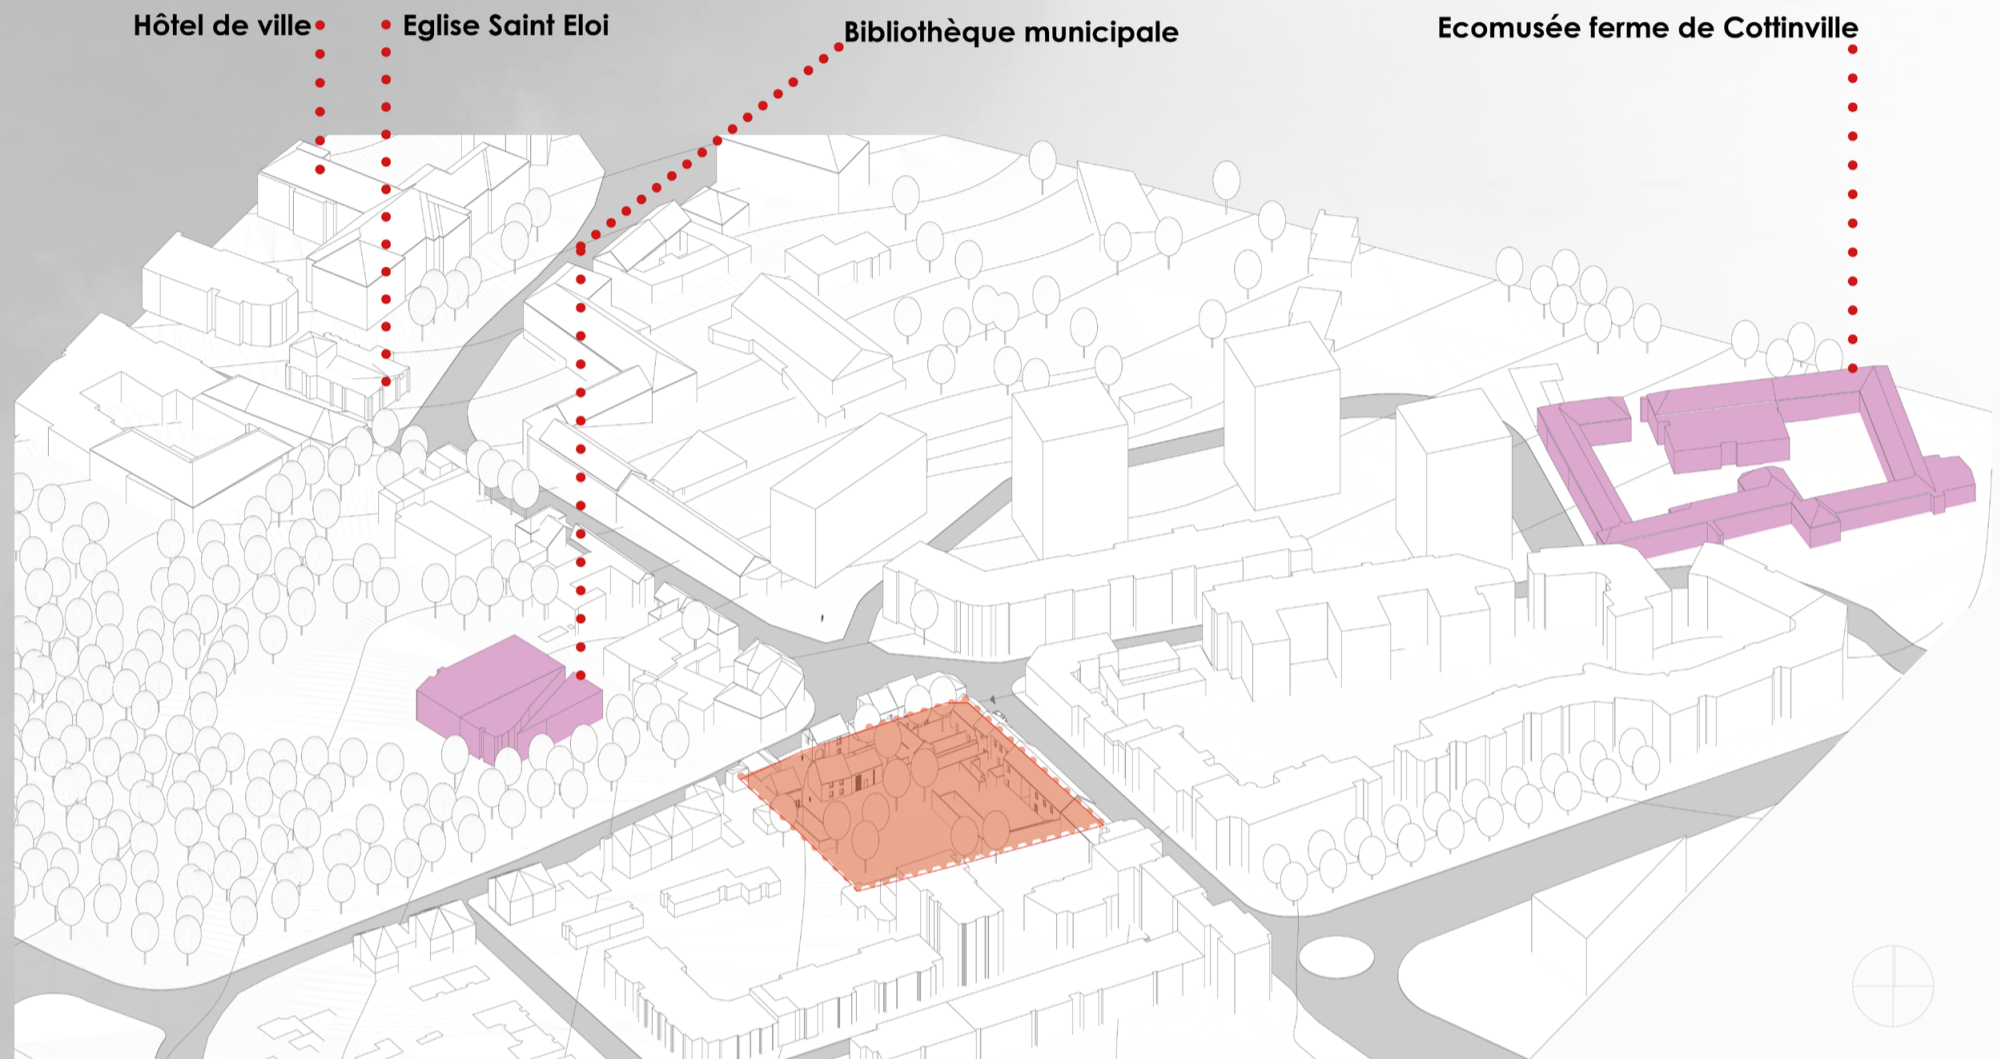 Hôtel de ville
Eglise Saint Eloi
Bibliothèque municipale
Ecomusée ferme de Cottinville